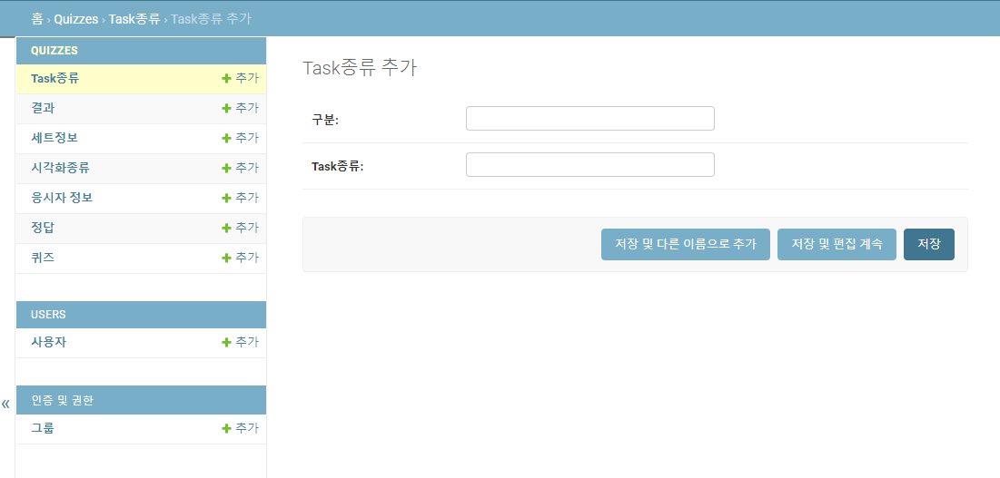 홈 › Quizzes › Task종류 › Task종류 추가
QUIZZES
Task종류 추가
결과 추가
세트정보 추가
시각화종류 추가
응시자 정보 추가
정답 추가
퀴즈 추가
USERS
사용자 추가
인증 및 권한
그룹 추가
«
Task종류 추가
구분:
Task종류:
저장 및 다른 이름으로 추가 저장 및 편집 계속 저장